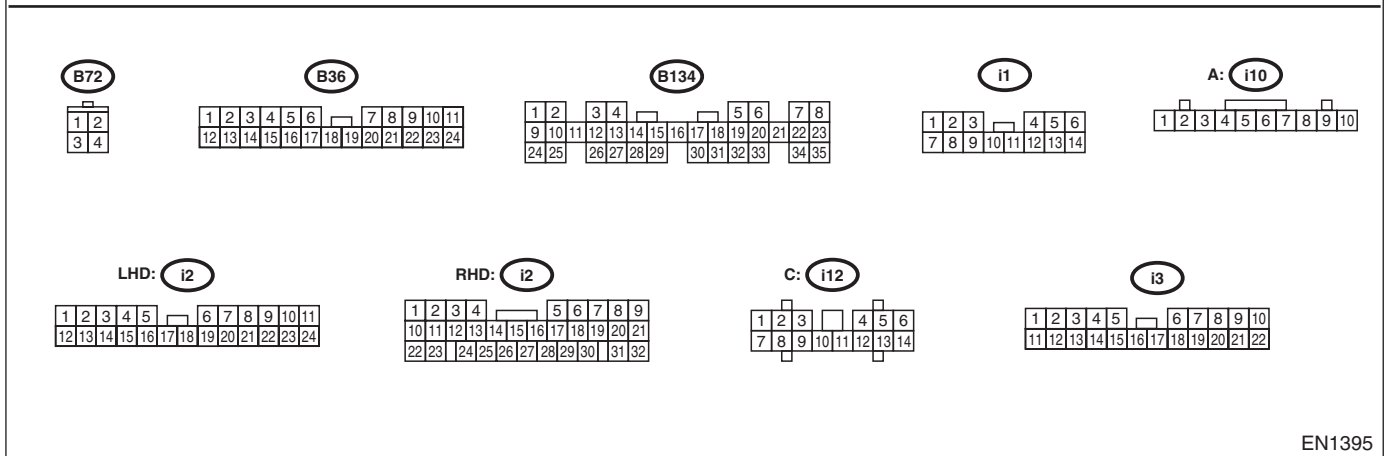 B72 B36 B134 i1 A: i10
1 2
3 4
1 2 3 4 5 6 7 8 9 10 11
12 13 14 15 16 17 18 19 20 21 22 23 24
1 2 3 4 5 6 7 8
9 10 11 12 13 14 15 16 17 18 19 20 21 22 23
24 25 26 27 28 29 30 31 32 33 34 35
1 2 3 4 5 6
7 8 9 10 11 12 13 14
1 2 3 4 5 6 7 8 9 10
LHD: i2 RHD: i2 C: i12 i3
1 2 3 4 5 6 7 8 9 10 11
12 13 14 15 16 17 18 19 20 21 22 23 24
1 2 3 4 5 6 7 8 9
10 11 12 13 14 15 16 17 18 19 20 21
22 23 24 25 26 27 28 29 30 31 32
1 2 3 4 5 6
7 8 9 10 11 12 13 14
1 2 3 4 5 6 7 8 9 10
11 12 13 14 15 16 17 18 19 20 21 22
EN1395